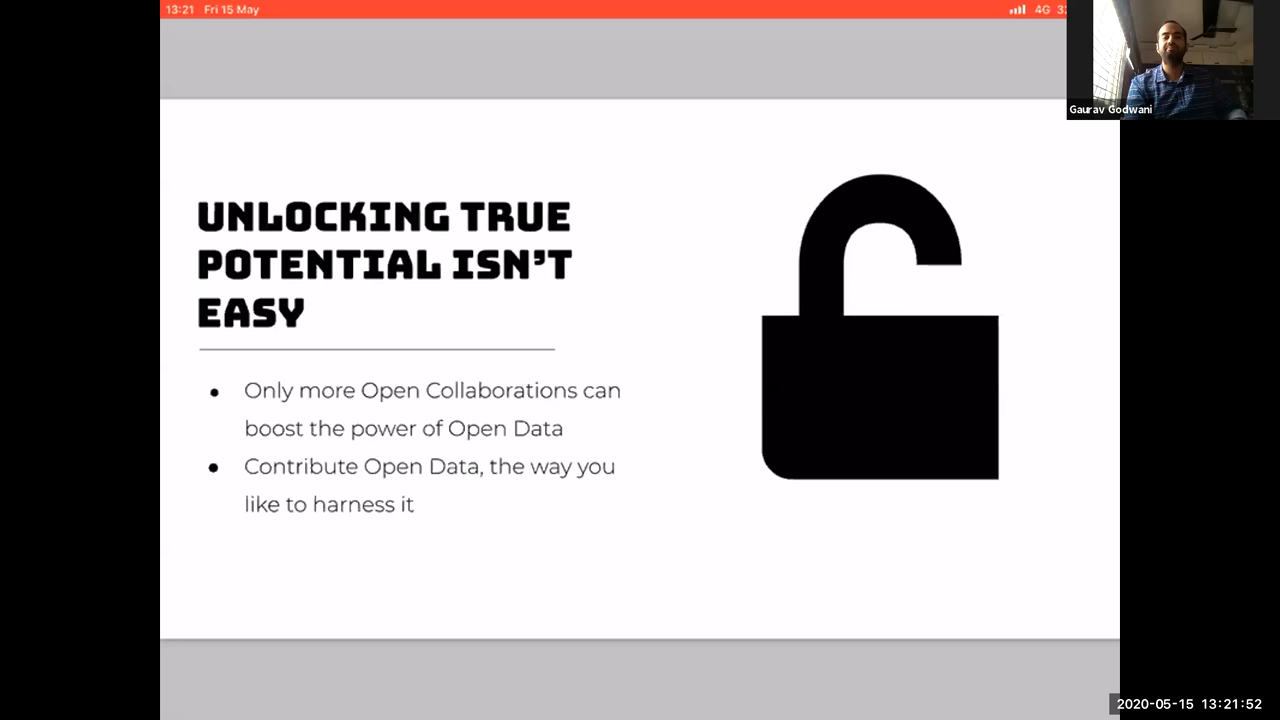 13:21 Fri 15 May
4G
Gaurav Godwani
UNLOCKING TRUE
POTENTIAL ISN’T
EASY
● Only more Open Collaborations can
boost the power of Open Data
● Contribute Open Data, the way you
like to harness it
2020-05-15 13:21:52